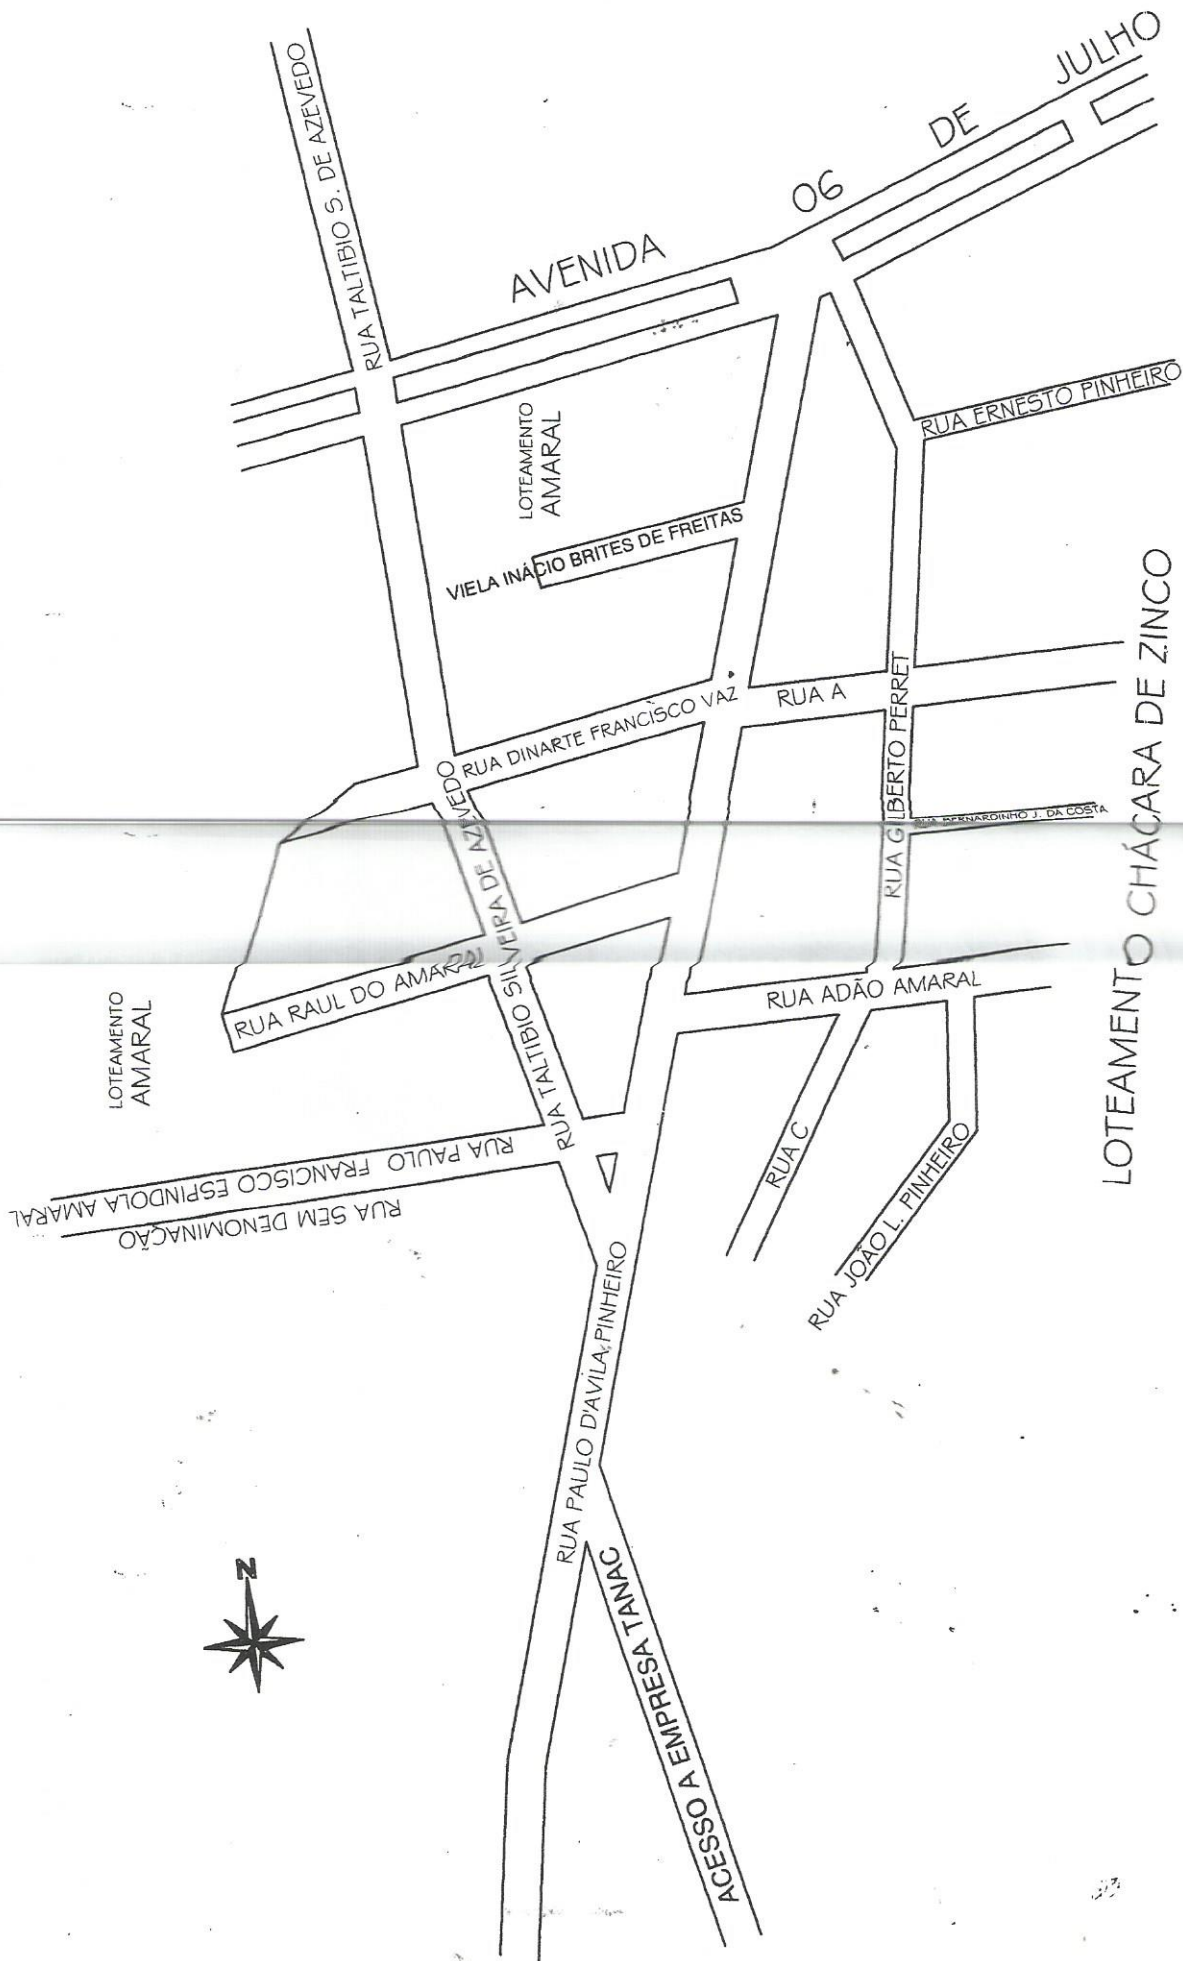 RUA TALTIBIO S. DE AZEVEDO
AVENIDA 06 DE JULHO
RUA ERNESTO PINHEIRO
LOTEAMENTO
AMARAL
VIELA INÁCIO BRITES DE FREITAS
RUA DINARTE FRANCISCO VAZ
RUA A
RUA GILBERTO PERRET
RUA BERNARDINHO J. DA COSTA
RUA TALTIBIO SILVEIRA DE AZEVEDO
RUA RAUL DO AMARAL
RUA ADÃO AMARAL
LOTEAMENTO
AMARAL
LOTEAMENTO CHÁCARA DE ZINCO
RUA PAULO FRANCISCO ESPINDOLA AMARAL
RUA SEM DENOMINAÇÃO
RUA C
RUA JOÃO L. PINHEIRO
RUA PAULO D'AVILA PINHEIRO
ACESSO A EMPRESA TANAC
N